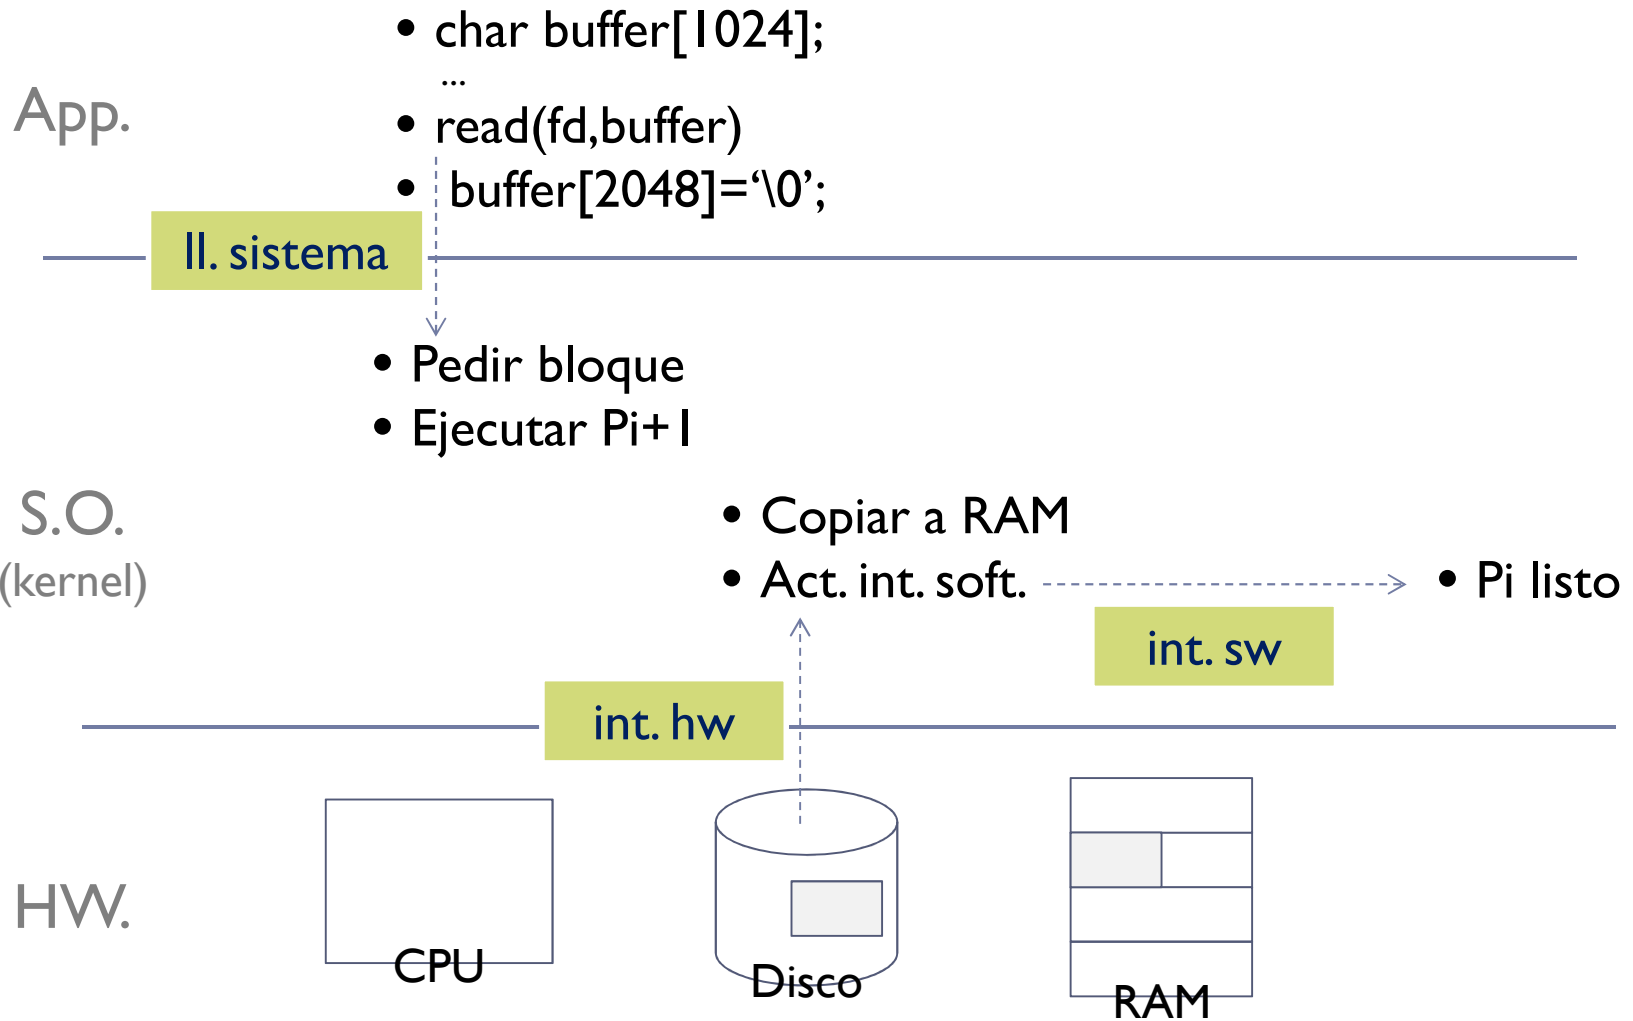 • char buffer[1024];
...
App.
• read(fd,buffer)
• buffer[2048]=‘\0’;
ll. sistema
• Pedir bloque
• Ejecutar Pi+1
S.O.
(kernel)
• Copiar a RAM
• Act. int. soft.
• Pi listo
int. sw
int. hw
HW.
CPU
Disco
RAM